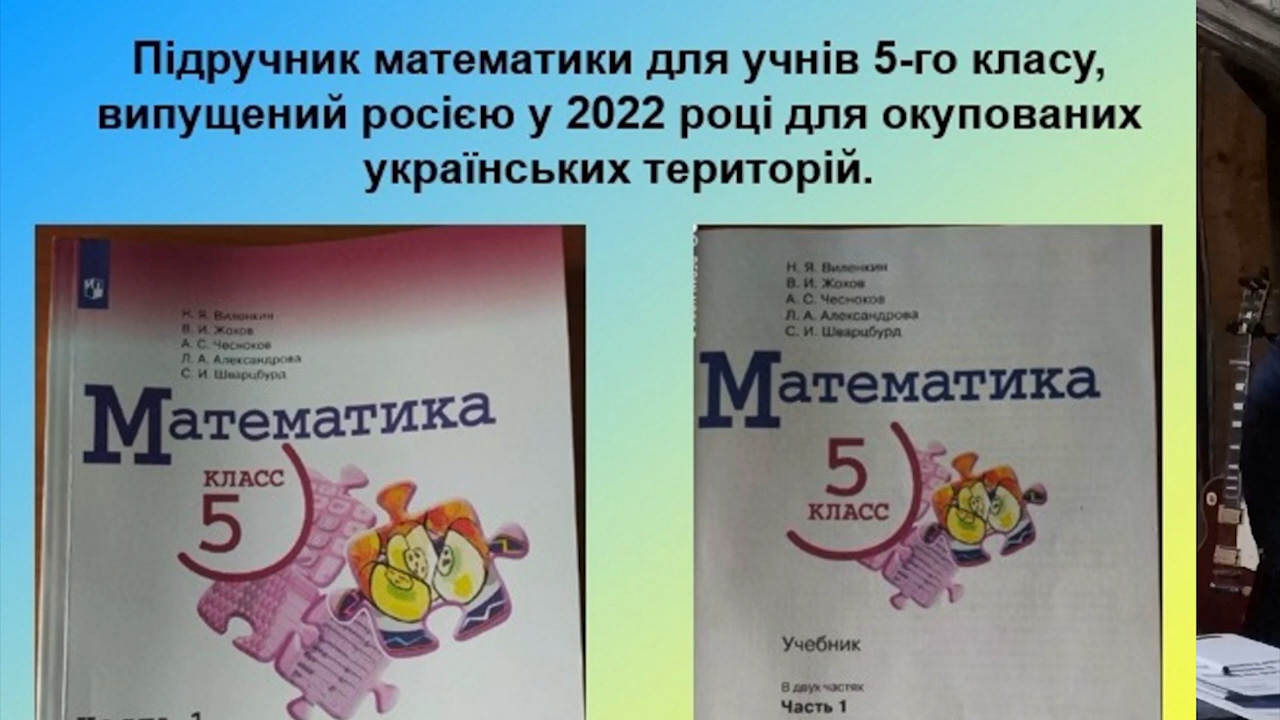 Підручник математики для учнів 5-го класу,
випущений росією у 2022 році для окупованих
українських територій.
Н. Я. Виленкин
В. И. Жохов
А. С. Чесноков
Л. А. Александрова
С. И. Шварцбурд
Математика
КЛАСС
5
Н. Я. Виленкин
В. И. Жохов
А. С. Чесноков
Л. А. Александрова
С. И. Шварцбурд
Математика
5
КЛАСС
Учебник
В двух частях
Часть 1